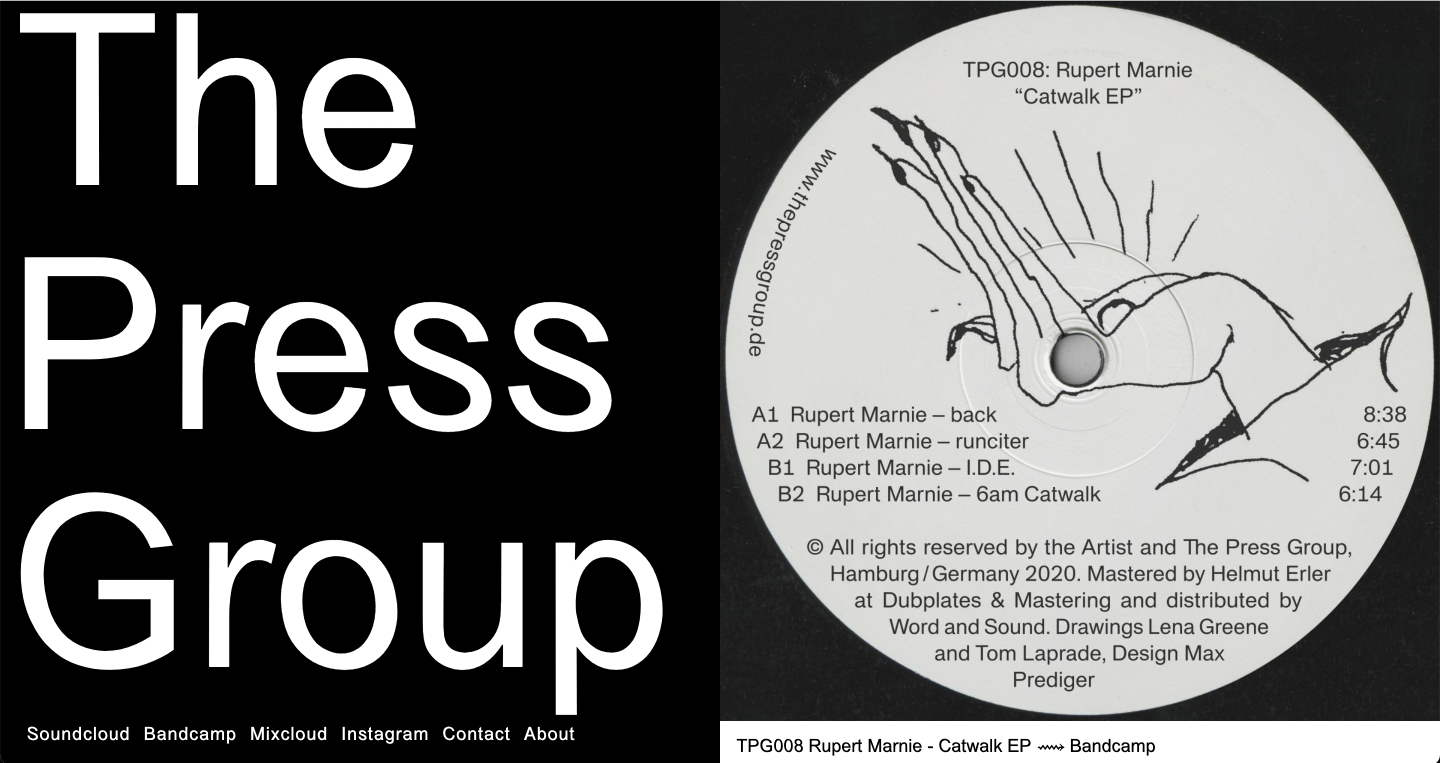 The
Press
Group
Soundcloud Bandcamp Mixcloud Instagram Contact About
TPG008: Rupert Marnie
“Catwalk EP”
www.thepressgroup.de
A1 Rupert Marnie – back 8:38
A2 Rupert Marnie – runciter 6:45
B1 Rupert Marnie – I.D.E. 7:01
B2 Rupert Marnie – 6am Catwalk 6:14
© All rights reserved by the Artist and The Press Group,
Hamburg/Germany 2020. Mastered by Helmut Erler
at Dubplates & Mastering and distributed by
Word and Sound. Drawings Lena Greene
and Tom Laprade, Design Max
Prediger
TPG008 Rupert Marnie - Catwalk EP ⟿ Bandcamp